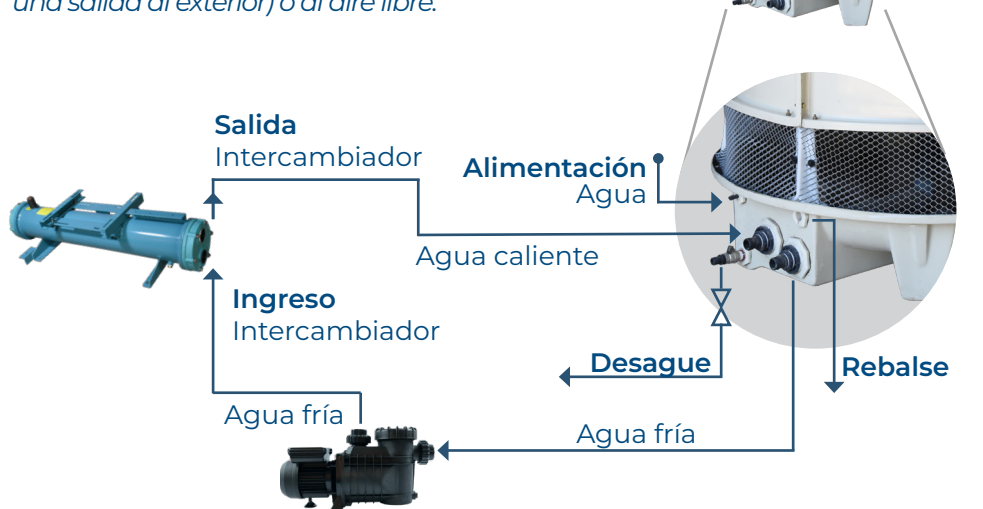 una salida al exterior) o al aire libre.
Salida
Intercambiador
Alimentación
Agua
Agua caliente
Ingreso
Intercambiador
Desague
Rebalse
Agua fría
Agua fría